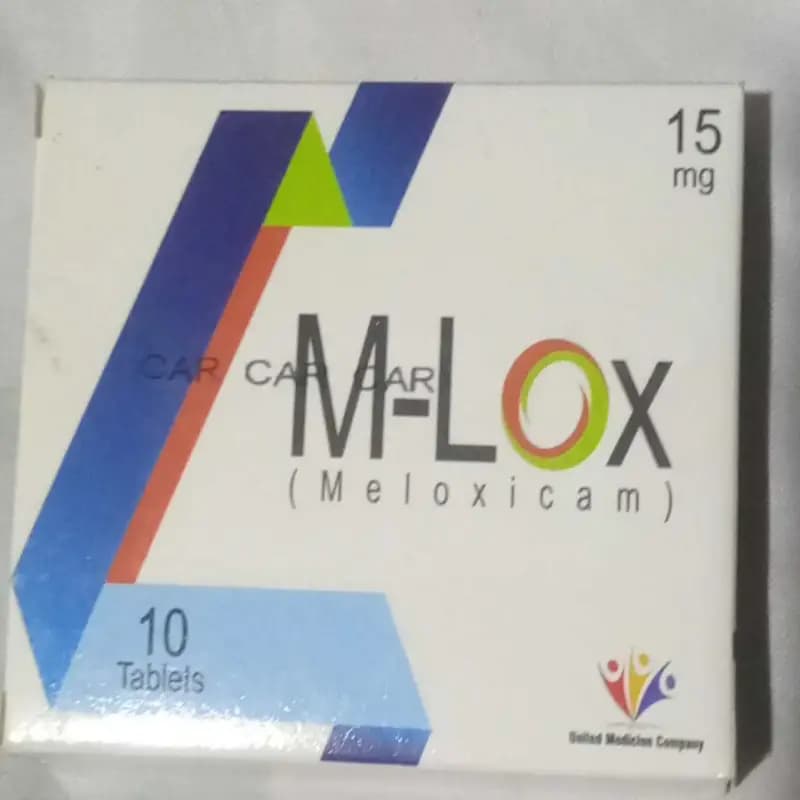 15
mg
CAR CAR CAR
M-LOX
(Meloxicam)
10
Tablets
United Medicine Company